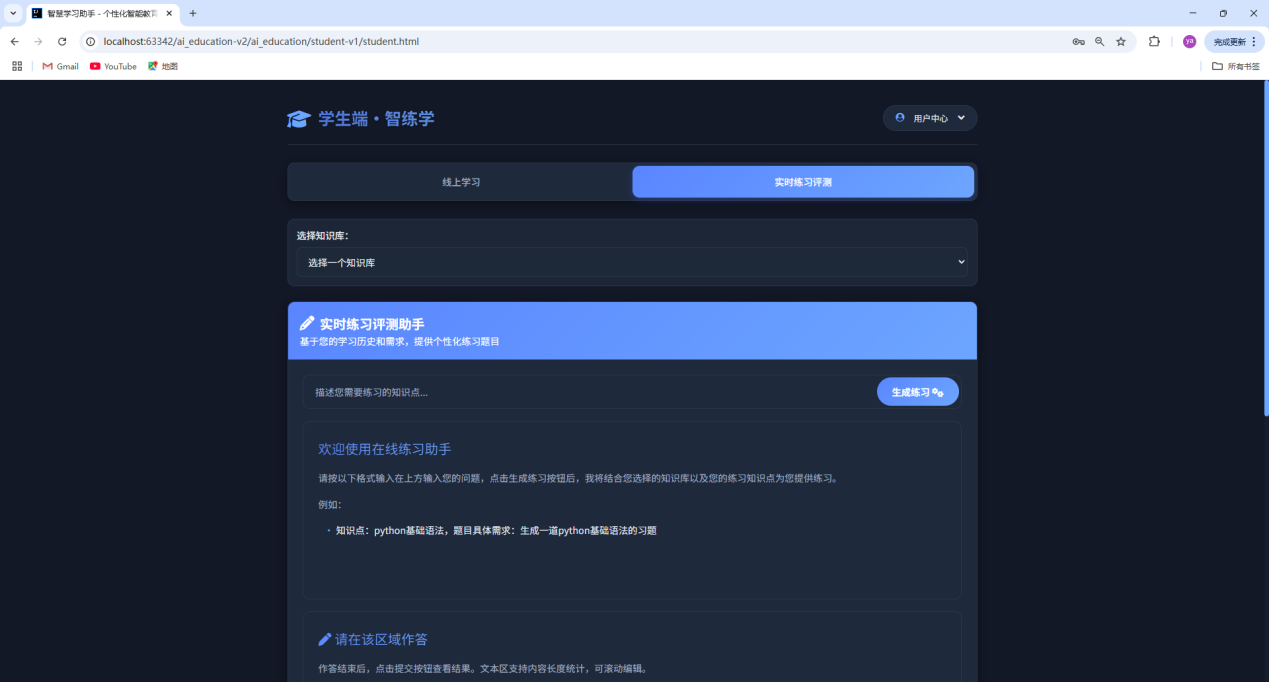 智慧学习助手 - 个性化智能教育
localhost:63342/ai_education-v2/ai_education/student-v1/student.html
ya
完成更新
Gmail
YouTube
地图
所有书签
学生端・智练学
用户中心
线上学习
实时练习评测
选择知识库：
选择一个知识库
实时练习评测助手
基于您的学习历史和需求，提供个性化练习题目
描述您需要练习的知识点...
生成练习
欢迎使用在线练习助手
请按以下格式输入在上方输入您的问题，点击生成练习按钮后，我将结合您选择的知识库以及您的练习知识点为您提供练习。
例如：
• 知识点：python基础语法，题目具体需求：生成一道python基础语法的习题
请在该区域作答
作答结束后，点击提交按钮查看结果。文本区支持内容长度统计，可滚动编辑。